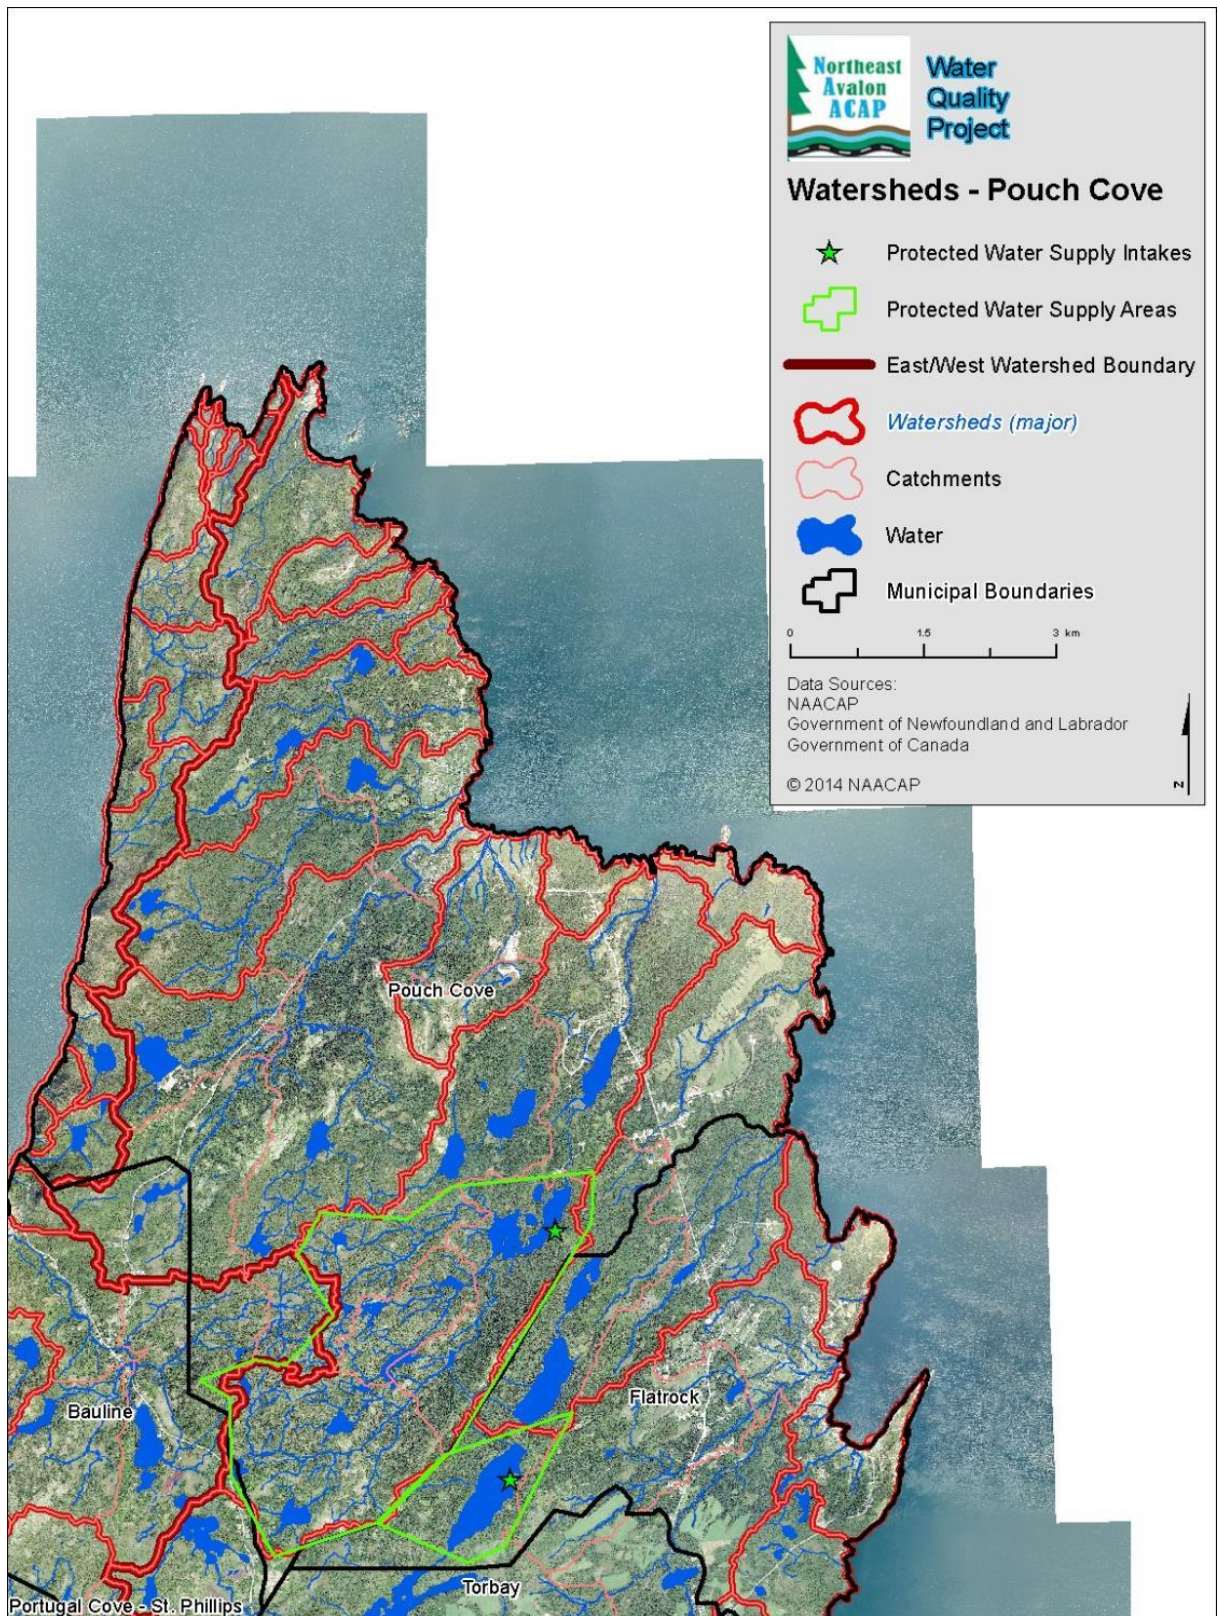 Northeast
Avalon
ACAP
Water
Quality
Project
Watersheds - Pouch Cove
Protected Water Supply Intakes
Protected Water Supply Areas
East/West Watershed Boundary
Watersheds (major)
Catchments
Water
Municipal Boundaries
0 1.5 3 km
Data Sources:
NAACAP
Government of Newfoundland and Labrador
Government of Canada
© 2014 NAACAP
N
Pouch Cove
Flatrock
Bauline
Torbay
Portugal Cove - St. Phillips